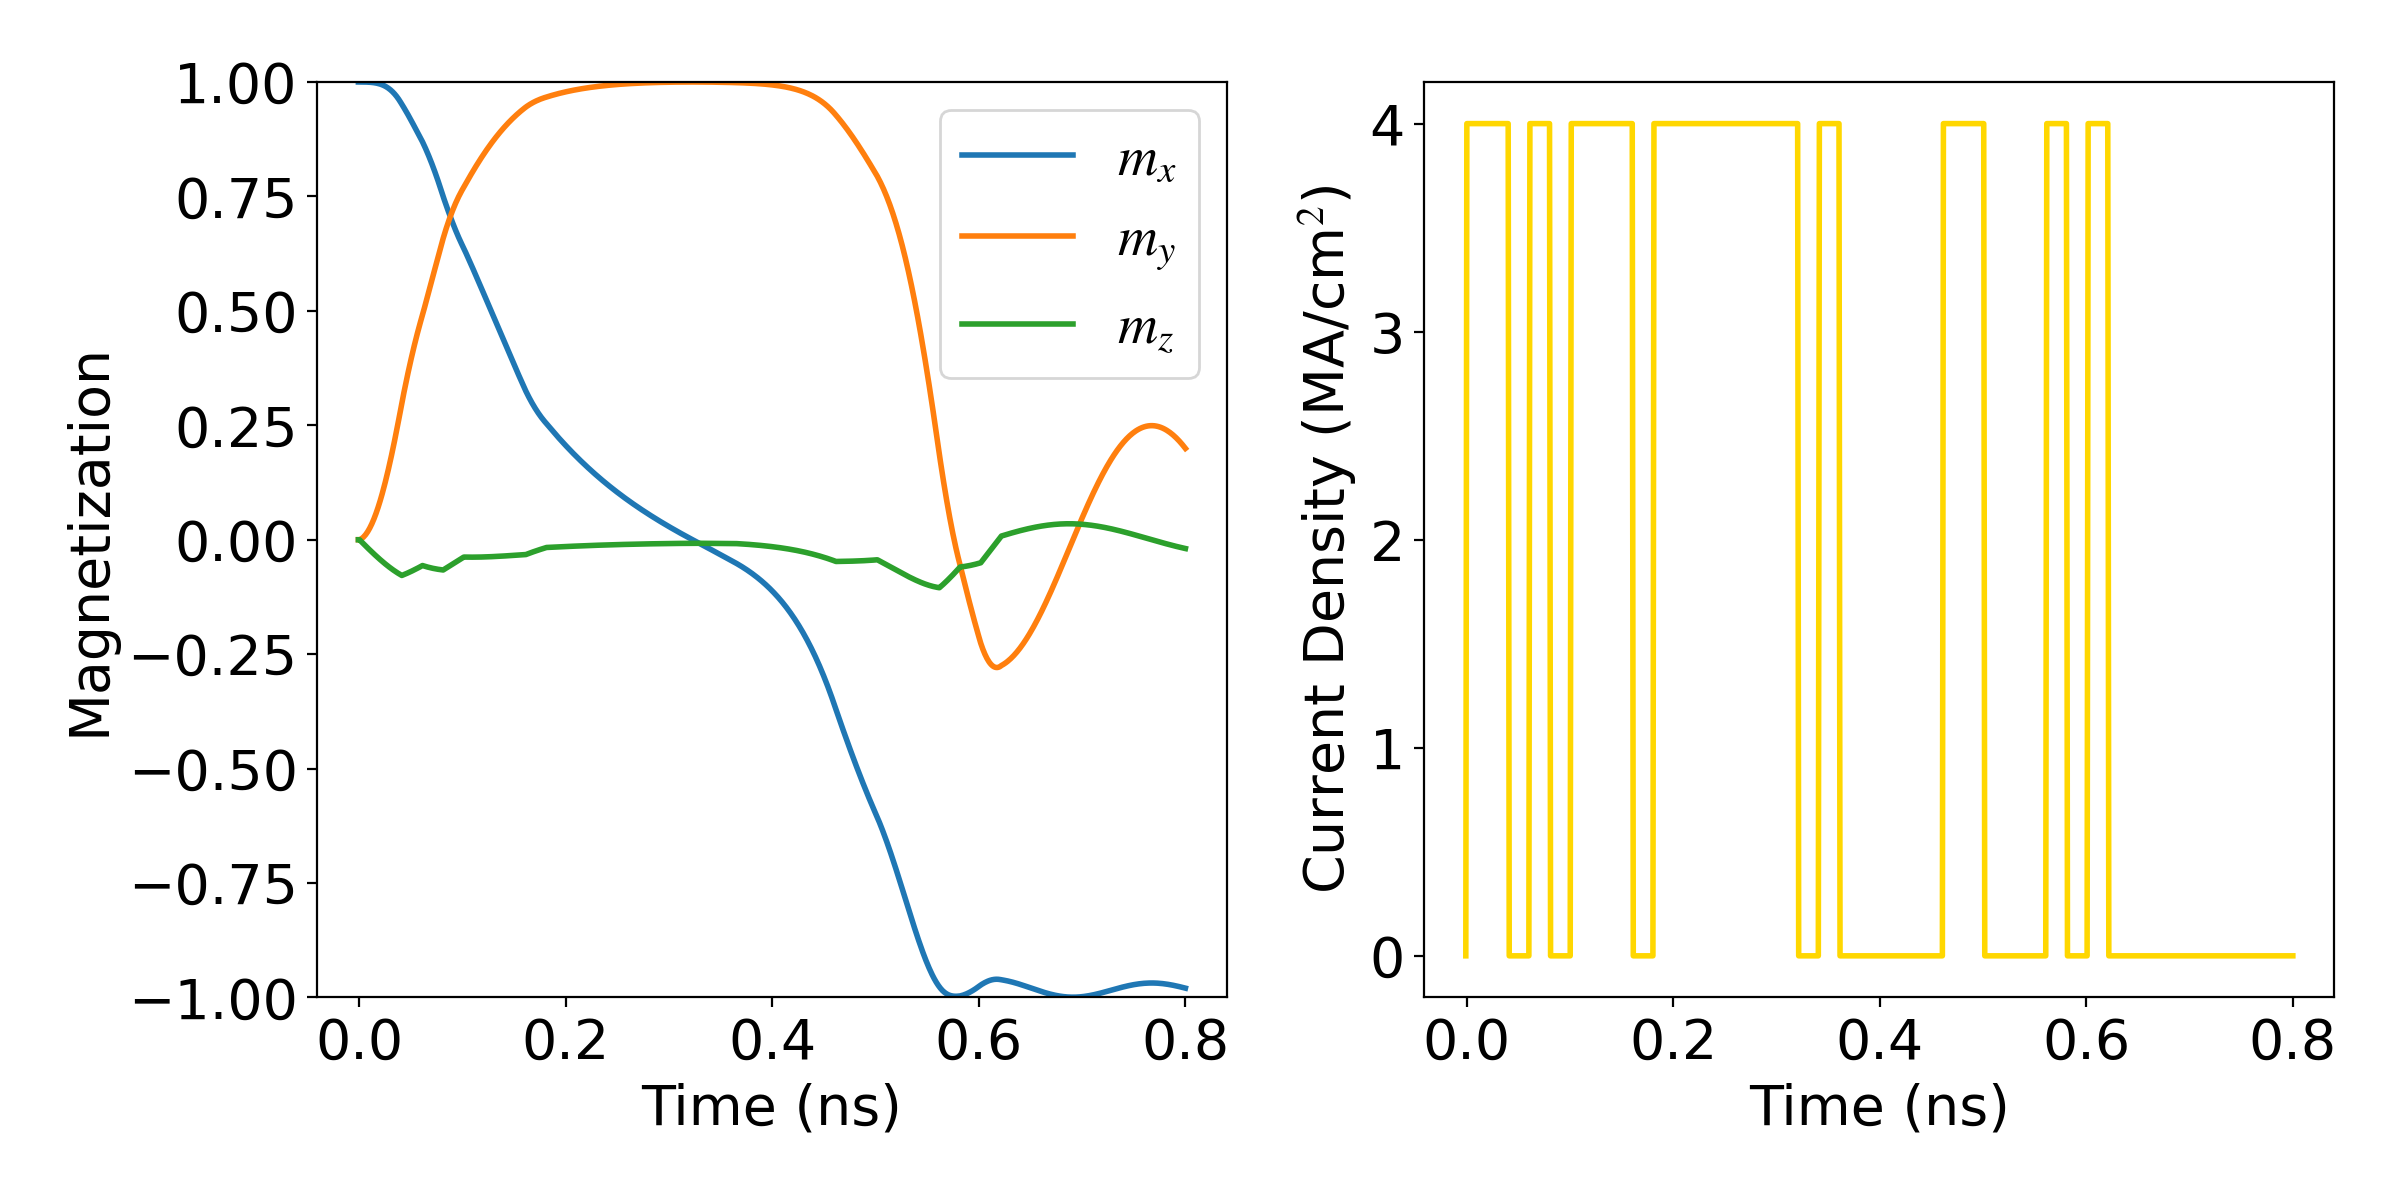 1.00
0.75
0.50
0.25
0.00
−0.25
−0.50
−0.75
−1.00
Magnetization
0.0 0.2 0.4 0.6 0.8
Time (ns)
mₓ
m_y
m_z
4
3
2
1
0
Current Density (MA/cm²)
0.0 0.2 0.4 0.6 0.8
Time (ns)